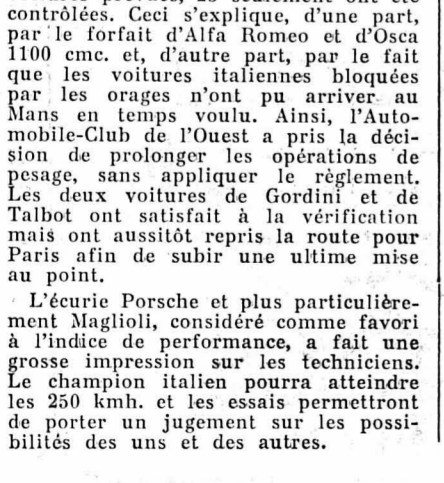 contrôlées. Ceci s'explique, d'une part,
par le forfait d'Alfa Romeo et d'Osca
1100 cmc. et, d'autre part, par le fait
que les voitures italiennes bloquées
par les orages n'ont pu arriver au
Mans en temps voulu. Ainsi, l'Auto-
mobile-Club de l'Ouest a pris la déci-
sion de prolonger les opérations de
pesage, sans appliquer le règlement.
Les deux voitures de Gordini et de
Talbot ont satisfait à la vérification
mais ont aussitôt repris la route pour
Paris afin de subir une ultime mise
au point.
L'écurie Porsche et plus particulière-
ment Maglioli, considéré comme favori
à l'indice de performance, a fait une
grosse impression sur les techniciens.
Le champion italien pourra atteindre
les 250 kmh. et les essais permettront
de porter un jugement sur les possi-
bilités des uns et des autres.